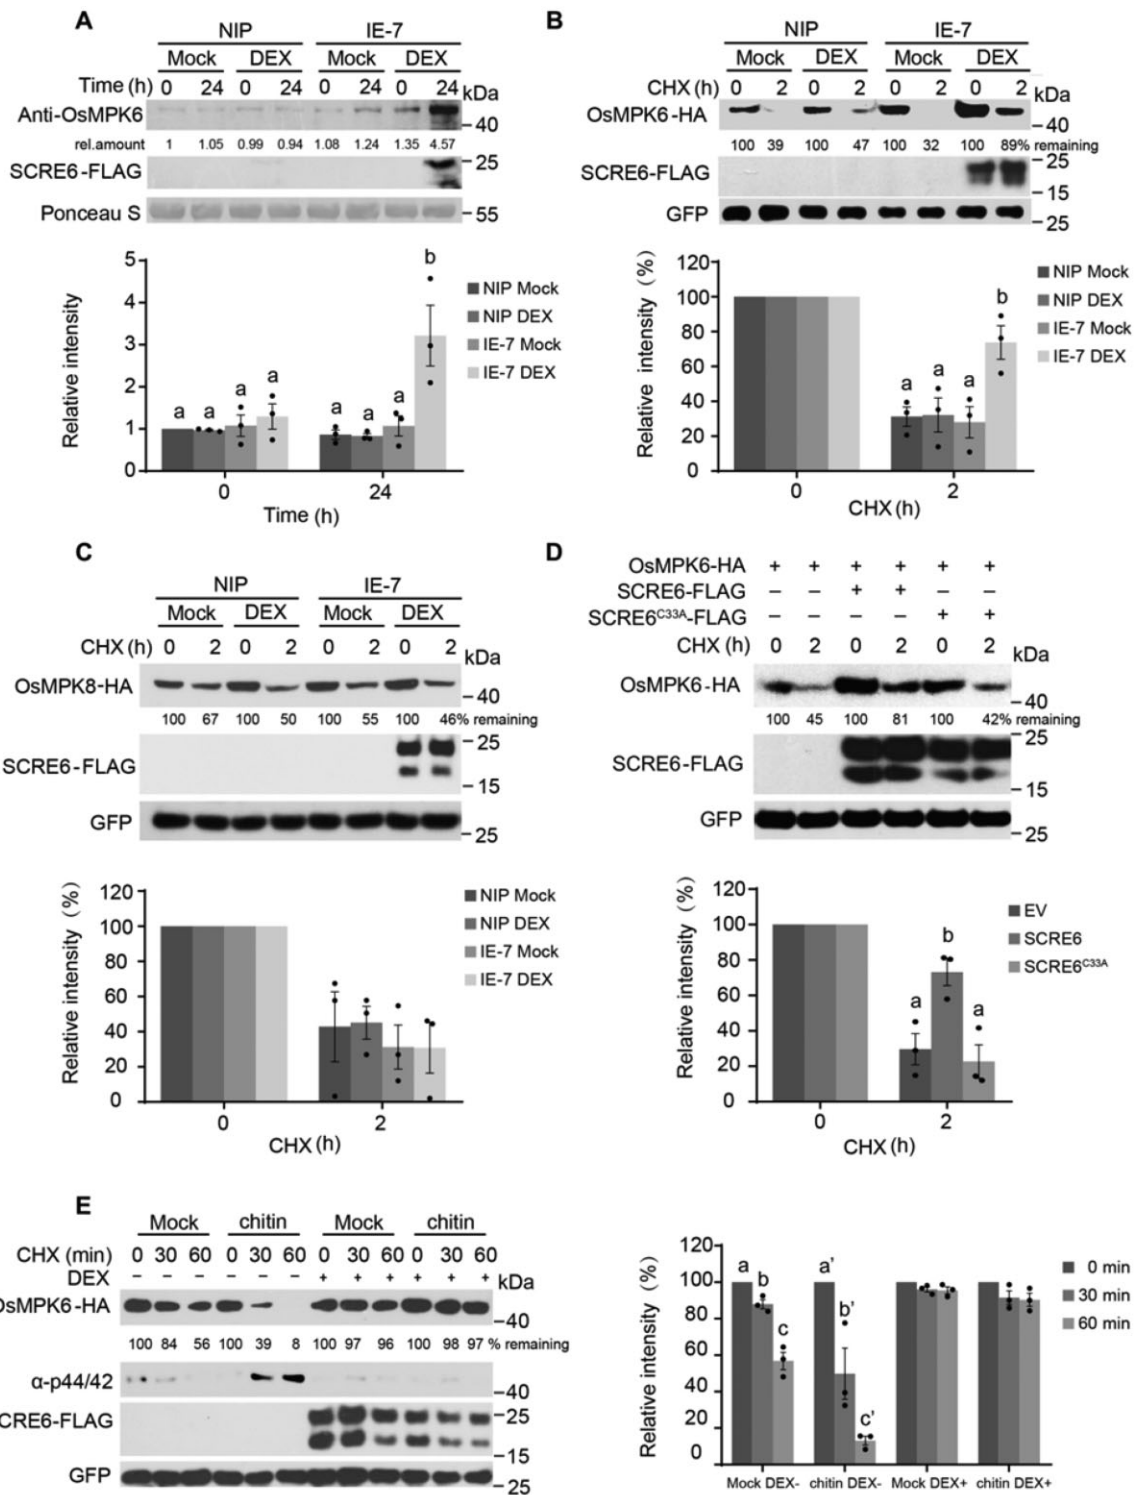 A
NIP IE-7
Mock DEX Mock DEX
Time (h) 0 24 0 24 0 24 0 24 kDa
Anti-OsMPK6 40
rel.amount 1 1.05 0.99 0.94 1.08 1.24 1.35 4.57
SCRE6-FLAG 25
Ponceau S 55
5
4
3
2
1
0
Relative intensity
a a a a a a a b
0 24
Time (h)
NIP Mock
NIP DEX
IE-7 Mock
IE-7 DEX
B
NIP IE-7
Mock DEX Mock DEX
CHX (h) 0 2 0 2 0 2 0 2 kDa
OsMPK6-HA 40
100 39 100 47 100 32 100 89% remaining
SCRE6-FLAG 25
15
GFP 25
120
100
80
60
40
20
0
Relative intensity (%)
a a a b
0 2
CHX (h)
NIP Mock
NIP DEX
IE-7 Mock
IE-7 DEX
C
NIP IE-7
Mock DEX Mock DEX
CHX (h) 0 2 0 2 0 2 0 2 kDa
OsMPK8-HA 40
100 67 100 50 100 55 100 46% remaining
SCRE6-FLAG 25
15
GFP 25
120
100
80
60
40
20
0
Relative intensity (%)
0 2
CHX (h)
NIP Mock
NIP DEX
IE-7 Mock
IE-7 DEX
D
OsMPK6-HA + + + + + +
SCRE6-FLAG − − + + − −
SCRE6C33A-FLAG − − − − + +
CHX (h) 0 2 0 2 0 2 kDa
OsMPK6-HA 40
100 45 100 81 100 42% remaining
SCRE6-FLAG 25
15
GFP 25
120
100
80
60
40
20
0
Relative intensity (%)
a b a
0 2
CHX (h)
EV
SCRE6
SCRE6C33A
E
Mock chitin Mock chitin
CHX (min) 0 30 60 0 30 60 0 30 60 0 30 60
DEX − − − − − − + + + + + + kDa
OsMPK6-HA 40
100 84 56 100 39 8 100 97 96 100 98 97 % remaining
α-p44/42 40
CRE6-FLAG 25
15
GFP 25
120
100
80
60
40
20
0
Relative intensity (%)
a b c a' b' c'
Mock DEX- chitin DEX- Mock DEX+ chitin DEX+
0 min
30 min
60 min